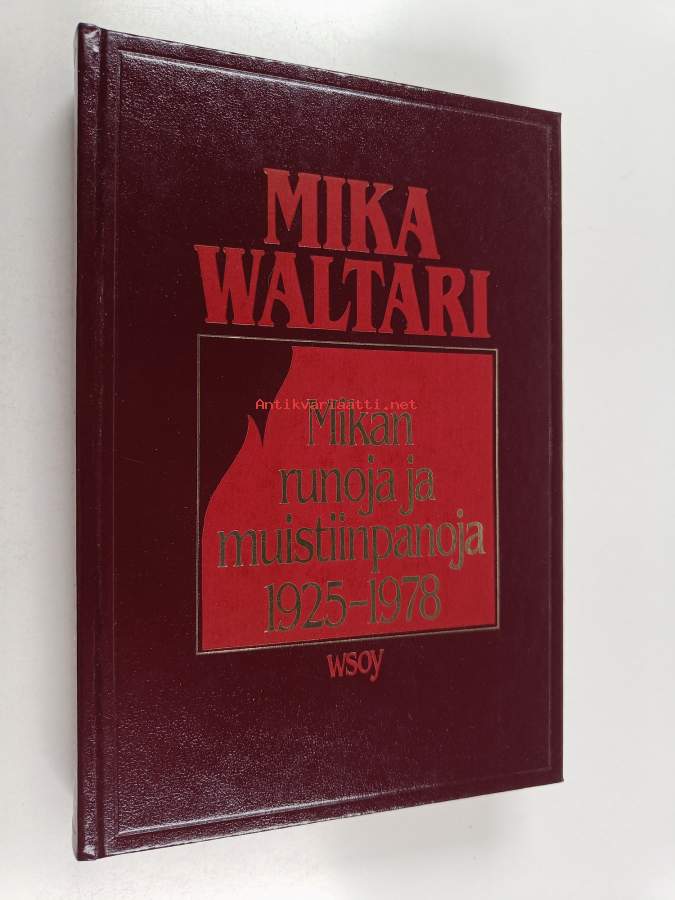 MIKA
WALTARI
Antikvariaatti.net
Mikan
runoja ja
muistiinpanoja
1925-1978
wsoy